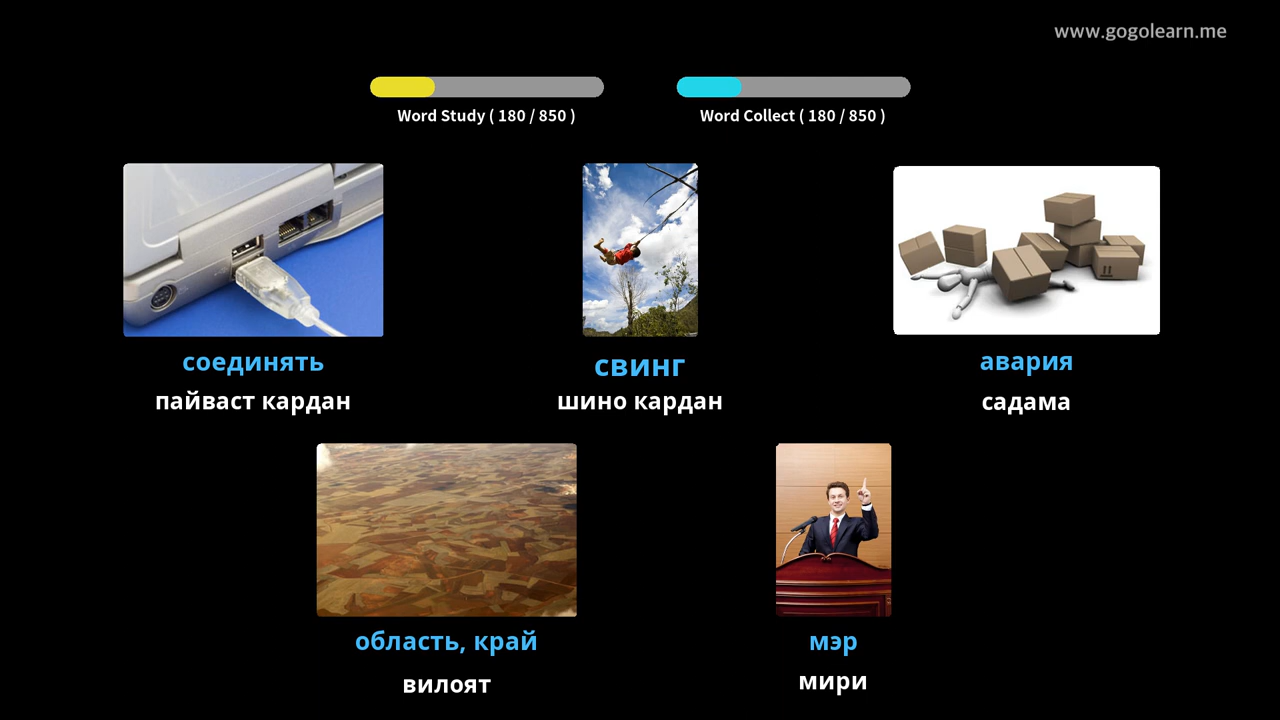 www.gogolearn.me
Word Study ( 180 / 850 )
Word Collect ( 180 / 850 )
соединять
пайваст кардан
свинг
шино кардан
авария
садама
область, край
вилоят
мэр
мири